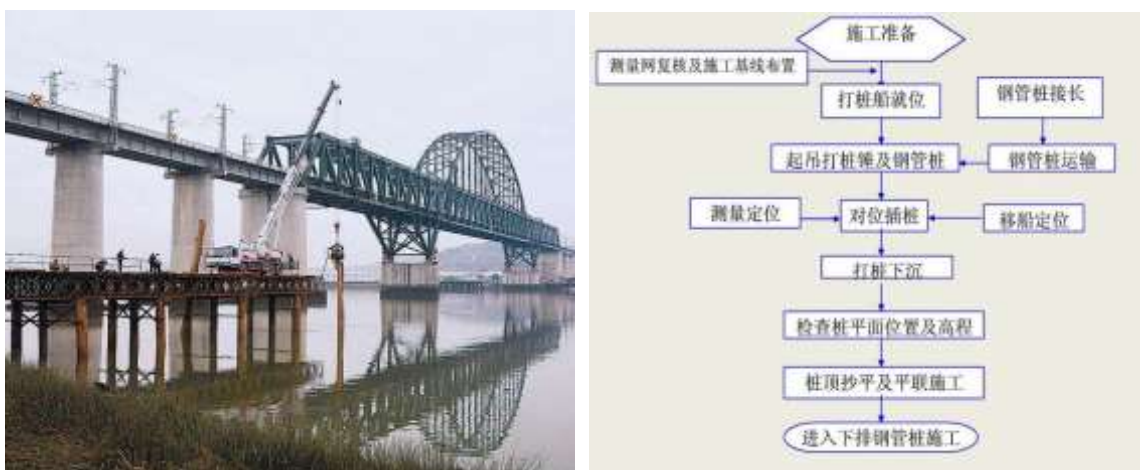 施工准备
测量网复核及施工基线布置
打桩船就位
钢管桩接长
起吊打桩锤及钢管桩
钢管桩运输
测量定位
对位插桩
移船定位
打桩下沉
检查桩平面位置及高程
桩顶抄平及平联施工
进入下排钢管桩施工